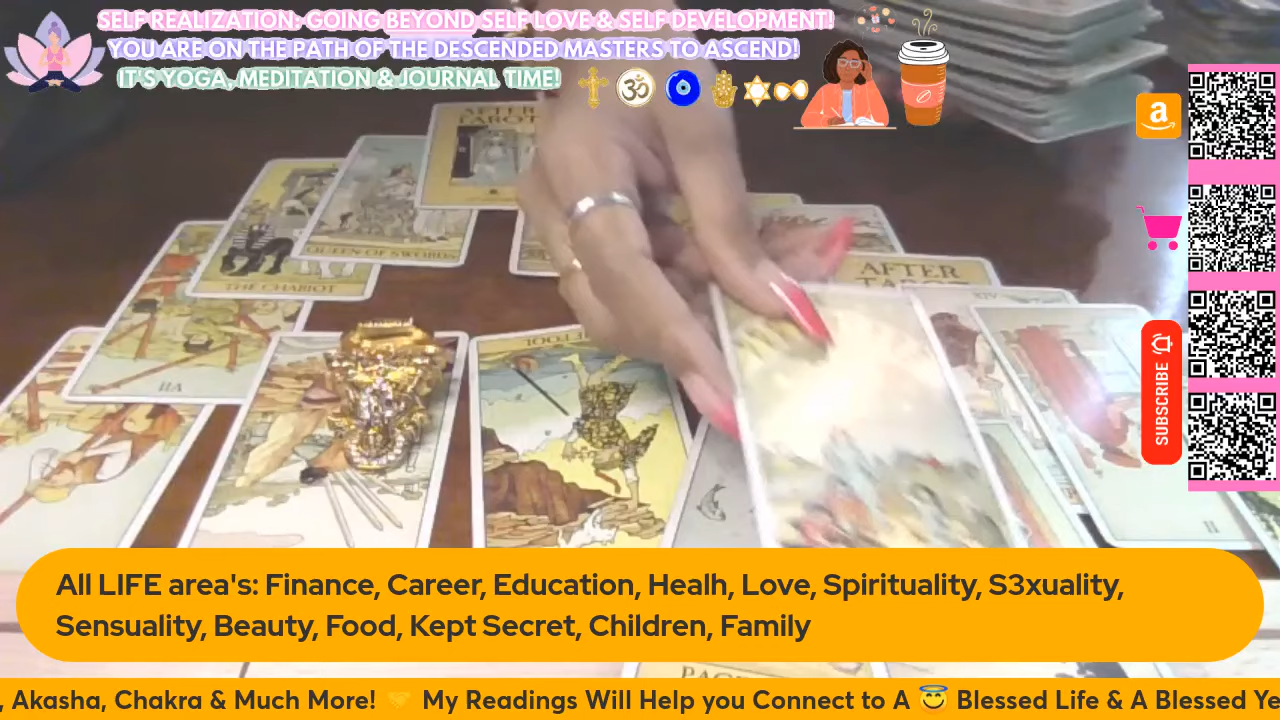 SELF REALIZATION: GOING BEYOND SELF LOVE & SELF DEVELOPMENT!
YOU ARE ON THE PATH OF THE DESCENDED MASTERS TO ASCEND!
IT'S YOGA, MEDITATION & JOURNAL TIME!
AFTER
TAROT
QUEEN OF SWORDS
THE CHARIOT
AFTER
VII
II
SUBSCRIBE
All LIFE area's: Finance, Career, Education, Healh, Love, Spirituality, S3xuality,
Sensuality, Beauty, Food, Kept Secret, Children, Family
, Akasha, Chakra & Much More! 🤝 My Readings Will Help you Connect to A 😇 Blessed Life & A Blessed Ye